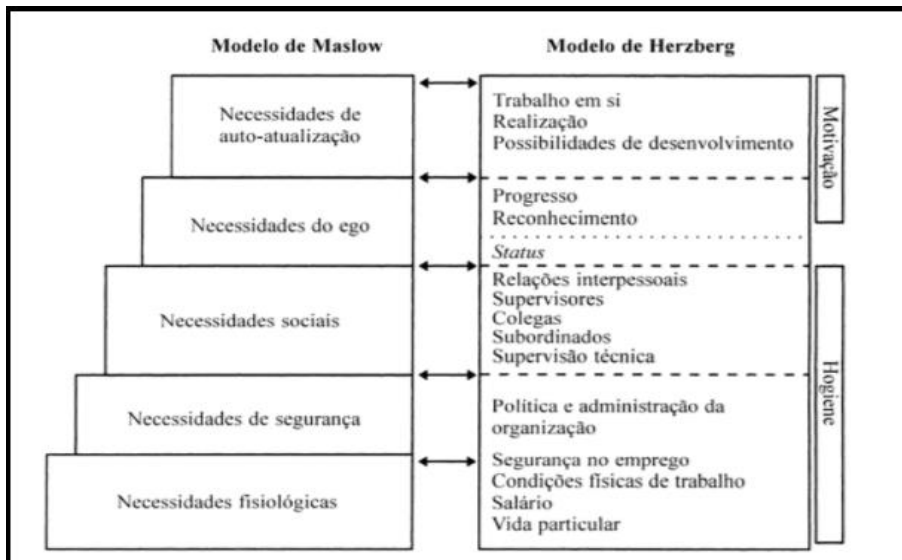 Modelo de Maslow
Modelo de Herzberg
Necessidades de
auto-atualização
Necessidades do ego
Necessidades sociais
Necessidades de segurança
Necessidades fisiológicas
Trabalho em si
Realização
Possibilidades de desenvolvimento
Progresso
Reconhecimento
Status
Relações interpessoais
Supervisores
Colegas
Subordinados
Supervisão técnica
Política e administração da
organização
Segurança no emprego
Condições físicas de trabalho
Salário
Vida particular
Motivação
Hogiene